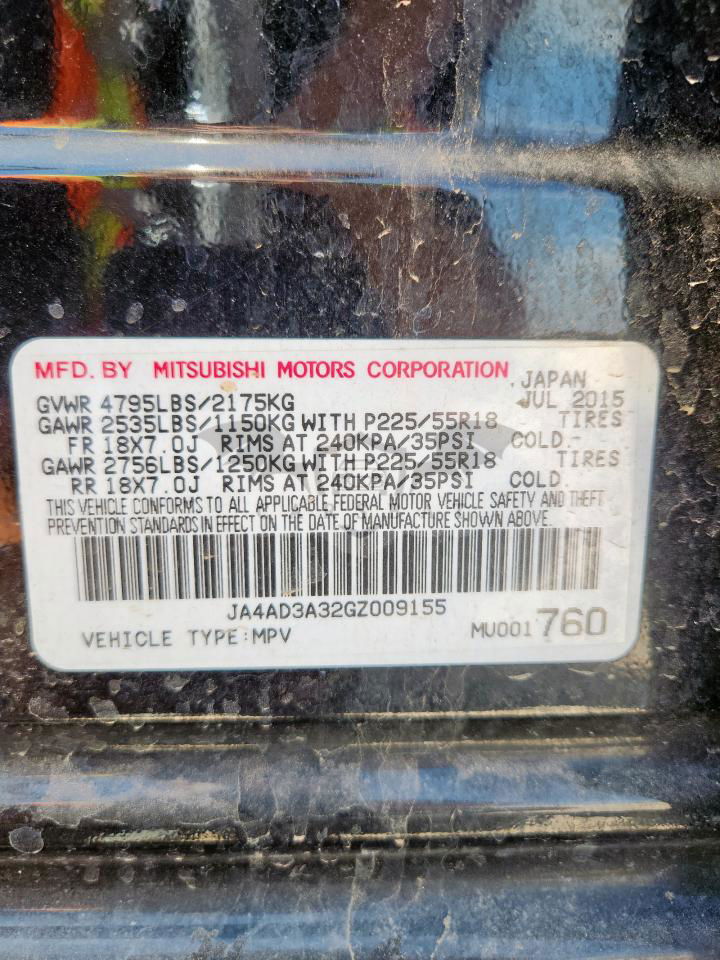 MFD. BY MITSUBISHI MOTORS CORPORATION JAPAN
GVWR 4795LBS/2175KG JUL 2015
GAWR 2535LBS/1150KG WITH P225/55R18 TIRES
FR 18X7.0J RIMS AT 240KPA/35PSI COLD.
GAWR 2756LBS/1250KG WITH P225/55R18 TIRES
RR 18X7.0J RIMS AT 240KPA/35PSI COLD.
THIS VEHICLE CONFORMS TO ALL APPLICABLE FEDERAL MOTOR VEHICLE SAFETY AND THEFT
PREVENTION STANDARDS IN EFFECT ON THE DATE OF MANUFACTURE SHOWN ABOVE.
JA4AD3A32GZ009155
VEHICLE TYPE:MPV MU001760